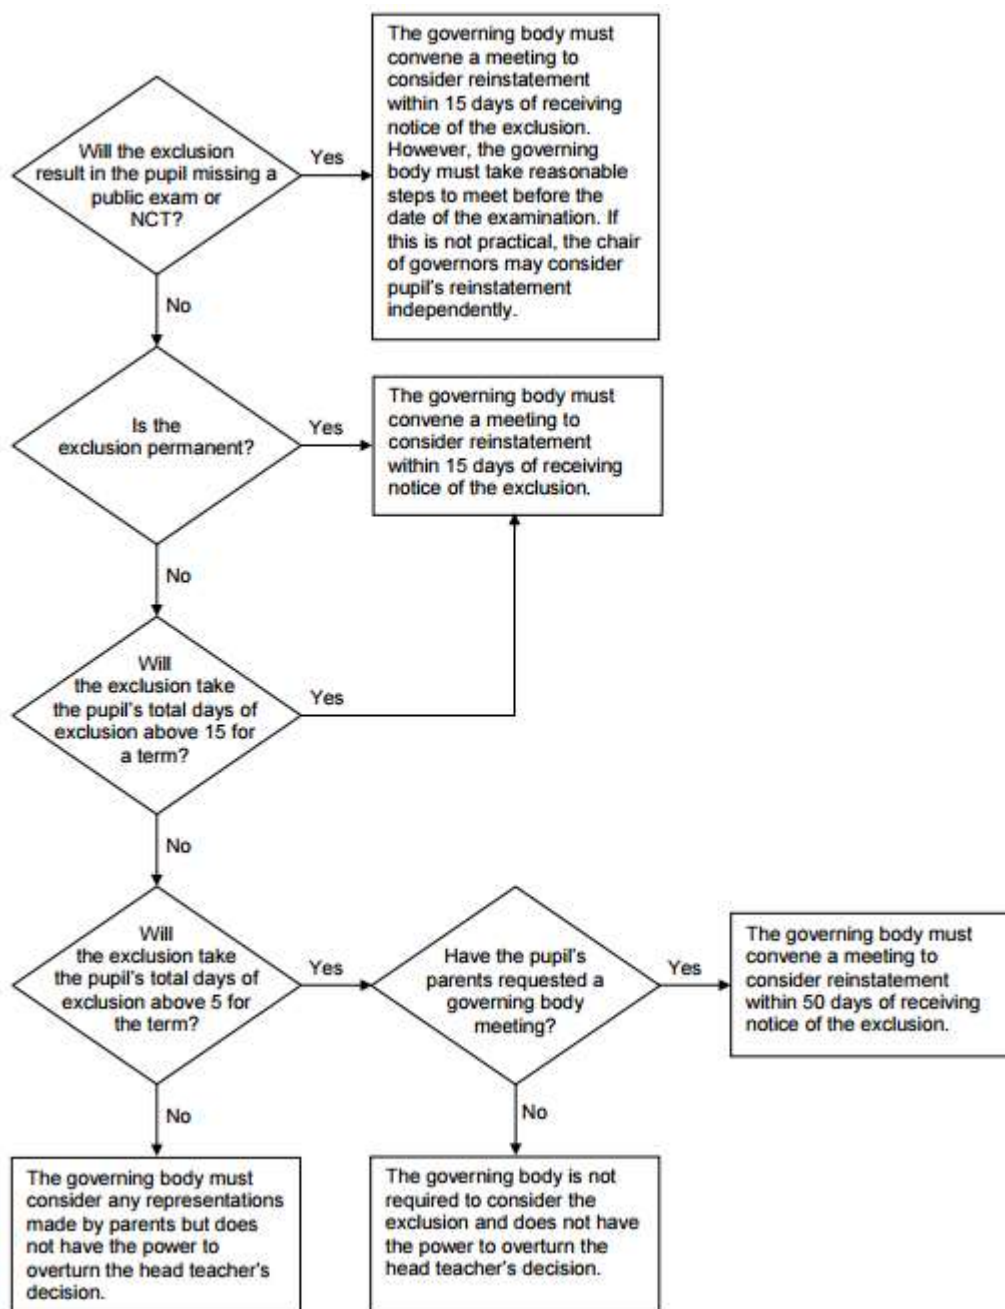 Will the exclusion
result in the pupil missing a
public exam or
NCT?
Yes
The governing body must
convene a meeting to
consider reinstatement
within 15 days of receiving
notice of the exclusion.
However, the governing
body must take reasonable
steps to meet before the
date of the examination. If
this is not practical, the chair
of governors may consider
pupil's reinstatement
independently.
No
Is the
exclusion permanent?
Yes
The governing body must
convene a meeting to
consider reinstatement
within 15 days of receiving
notice of the exclusion.
No
Will
the exclusion take
the pupil's total days of
exclusion above 15 for
a term?
Yes
No
Will
the exclusion take
the pupil's total days of
exclusion above 5 for
the term?
Yes
Have the pupil's
parents requested a
governing body
meeting?
Yes
The governing body must
convene a meeting to
consider reinstatement
within 50 days of receiving
notice of the exclusion.
No
The governing body must
consider any representations
made by parents but does
not have the power to
overturn the head teacher's
decision.
No
The governing body is not
required to consider the
exclusion and does not have
the power to overturn the
head teacher's decision.